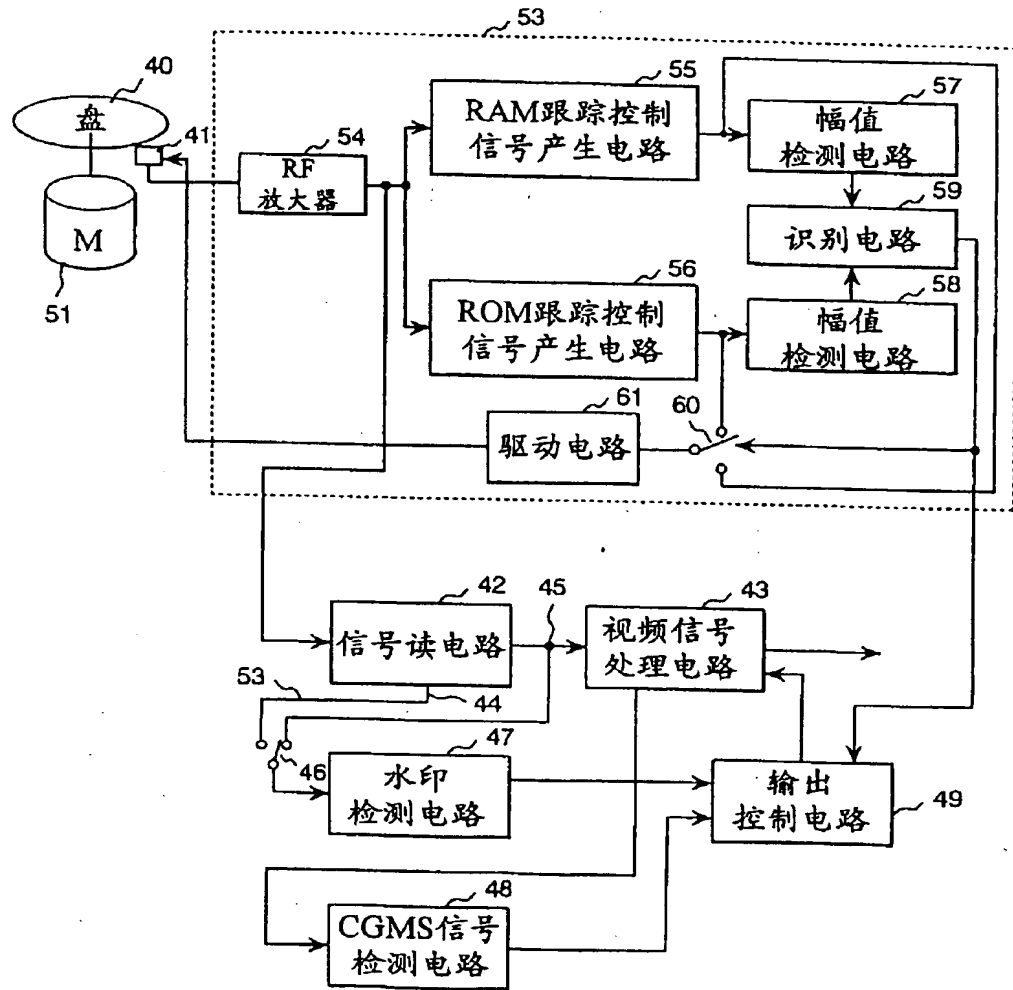 53
40
盘
41
54
RF
放大器
55
RAM跟踪控制
信号产生电路
57
幅值
检测电路
59
识别电路
M
51
56
ROM跟踪控制
信号产生电路
58
幅值
检测电路
61
驱动电路
60
42
信号读电路
45
43
视频信号
处理电路
53
44
46
47
水印
检测电路
输出
控制电路
49
48
CGMS信号
检测电路